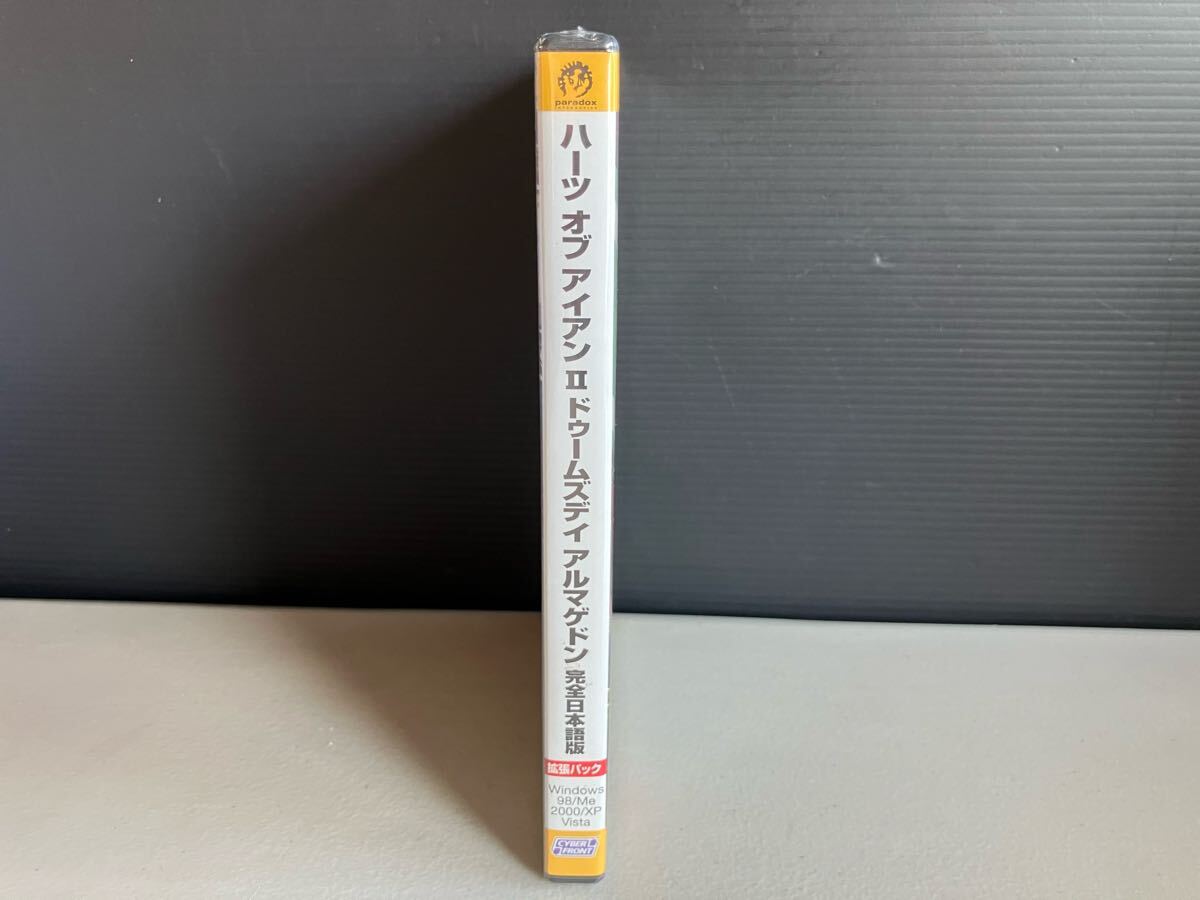 paradox
ハーツ オブ アイアン II ドゥームズデイ アルマゲドン 完全日本語版
拡張パック
Windows
98/Me
2000/XP
Vista
CYBER
FRONT